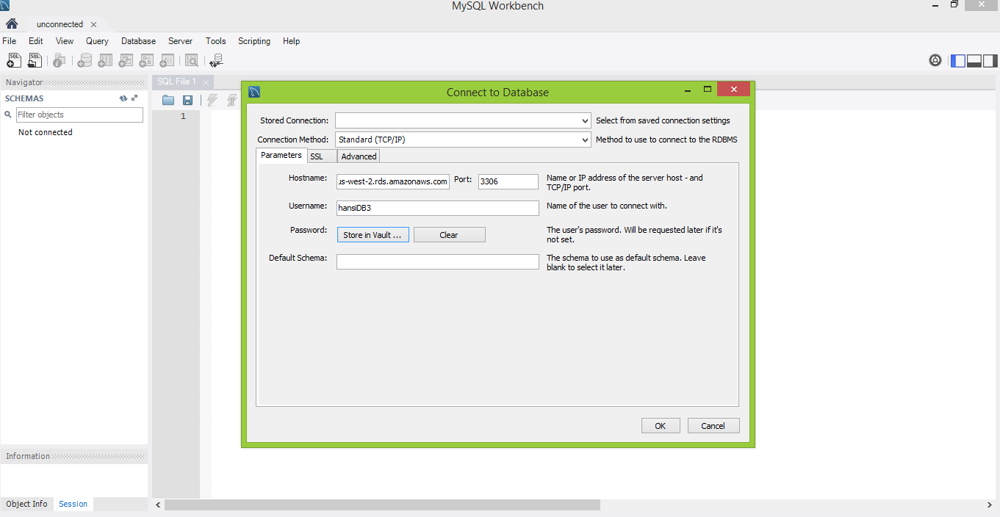 MySQL Workbench
unconnected
File Edit View Query Database Server Tools Scripting Help
SQL SQL
Navigator
SQL File 1
SCHEMAS
Filter objects
Not connected
1
Connect to Database
Stored Connection: Select from saved connection settings
Connection Method: Standard (TCP/IP) Method to use to connect to the RDBMS
Parameters SSL Advanced
Hostname: us-west-2.rds.amazonaws.com Port: 3306 Name or IP address of the server host - and
TCP/IP port.
Username: hansiDB3 Name of the user to connect with.
Password: Store in Vault ... Clear The user's password. Will be requested later if it's
not set.
Default Schema: The schema to use as default schema. Leave
blank to select it later.
OK Cancel
Information
Object Info Session